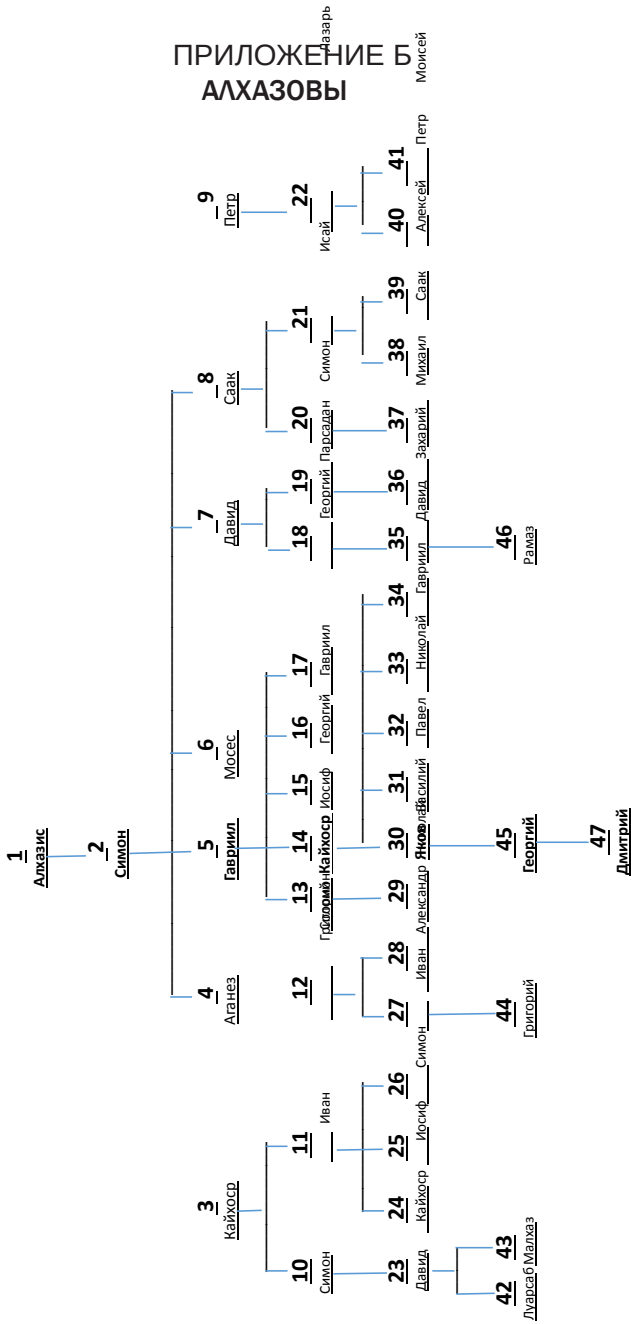 ПРИЛОЖЕНИЕ Б
АЛХАЗОВЫ
1
Алхазис
2
Симон
3 4 5 6 7 8 9
Кайхоср Аганез Гавриил Мосес Давид Саак Петр
10 11 12 13 14 15 16 17 18 19 20 21 22
Симон Иван Григорий Кайхоср Иосиф Георгий Гавриил Георгий Парсадан Симон Исай Лазарь
23 24 25 26 27 28 29 30 31 32 33 34 35 36 37 38 39 40 41
Давид Кайхоср Иосиф Симон Иван Александр Николай Василий Павел Николай Гавриил Давид Захарий Михаил Саак Алексей Петр Моисей
42 43 44 45 46
Луарсаб Малхаз Григорий Георгий Рамаз
47
Дмитрий